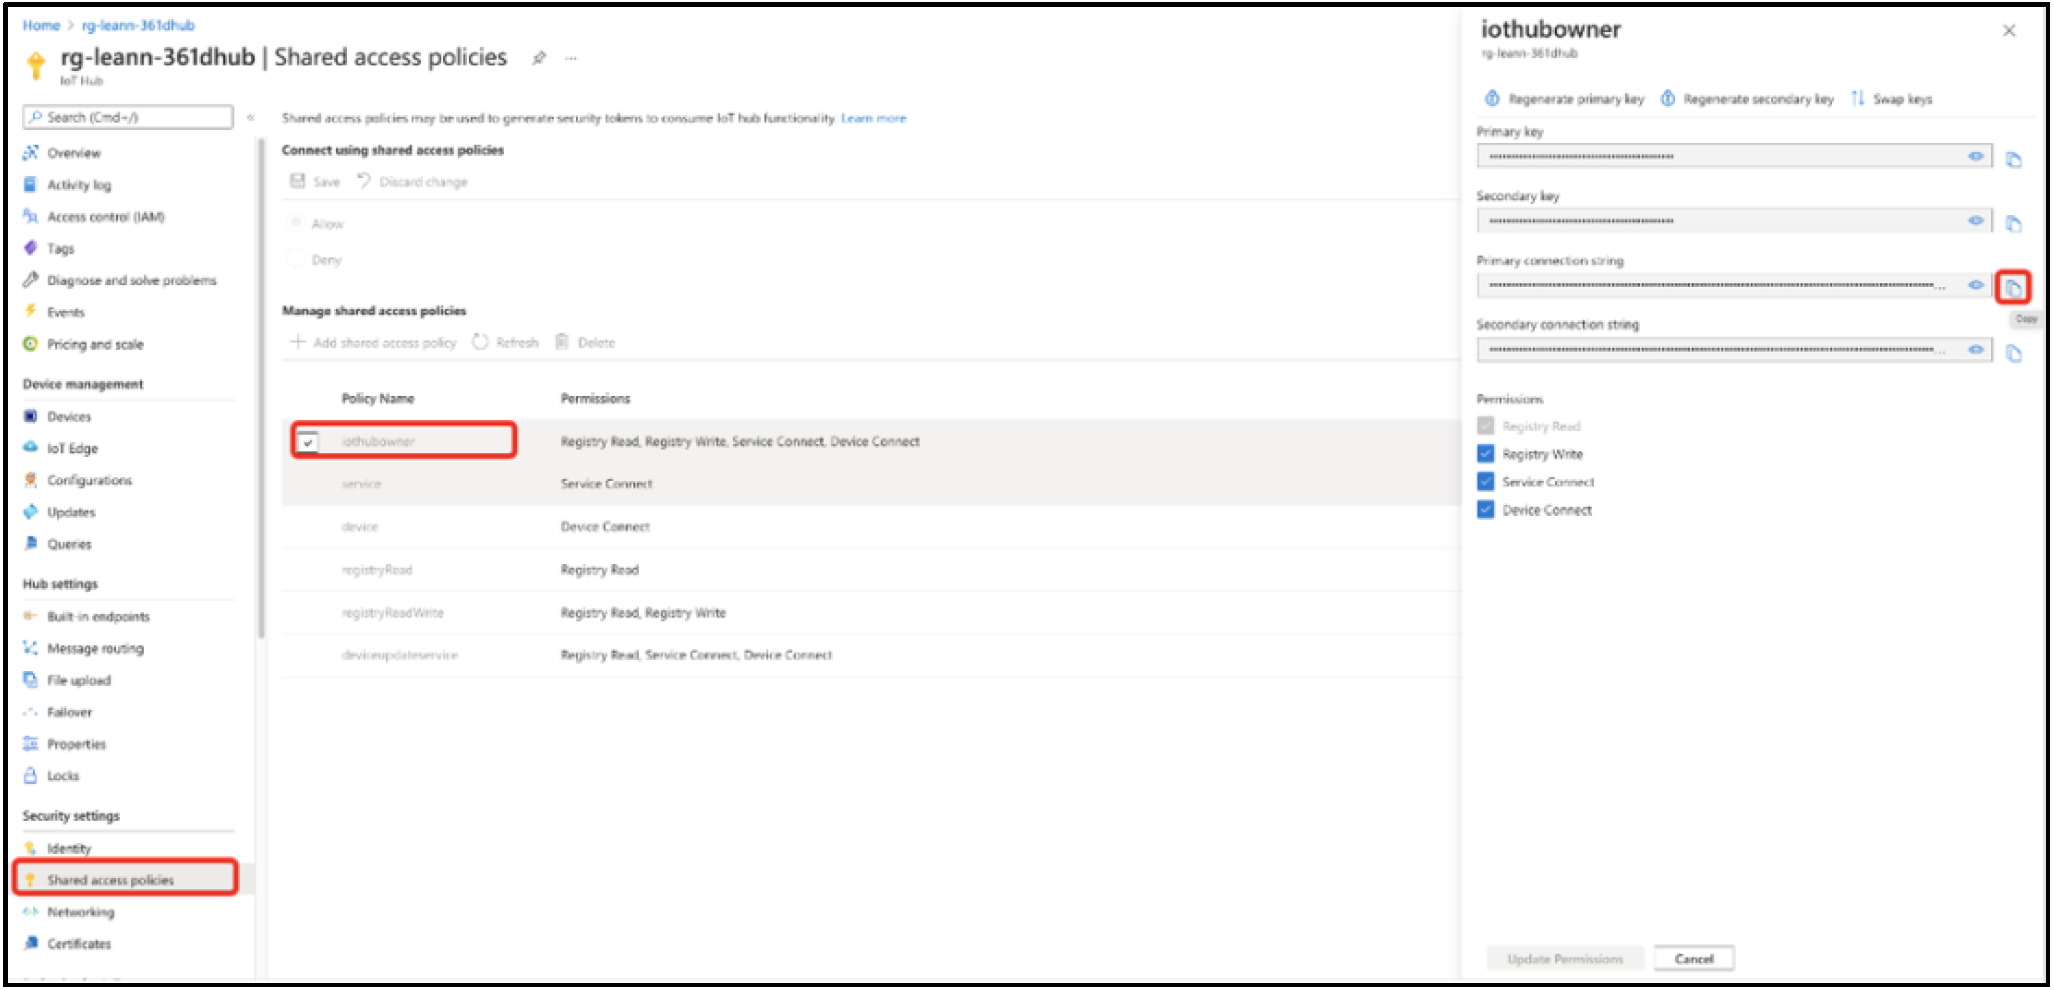 Home > rg-leann-361dhub
rg-leann-361dhub | Shared access policies ...
IoT Hub
Search (Cmd+/)
«
Overview
Activity log
Access control (IAM)
Tags
Diagnose and solve problems
Events
Pricing and scale
Device management
Devices
IoT Edge
Configurations
Updates
Queries
Hub settings
Built-in endpoints
Message routing
File upload
Failover
Properties
Locks
Security settings
Identity
Shared access policies
Networking
Certificates
Shared access policies may be used to generate security tokens to consume IoT hub functionality. Learn more
Connect using shared access policies
Save Discard change
Allow
Deny
Manage shared access policies
Add shared access policy Refresh Delete
Policy Name Permissions
iothubowner Registry Read, Registry Write, Service Connect, Device Connect
service Service Connect
device Device Connect
registryRead Registry Read
registryReadWrite Registry Read, Registry Write
deviceupdateservice Registry Read, Service Connect, Device Connect
iothubowner
rg-leann-361dhub
Regenerate primary key Regenerate secondary key Swap keys
Primary key
Secondary key
Primary connection string
Copy
Secondary connection string
Permissions
Registry Read
Registry Write
Service Connect
Device Connect
Update Permissions Cancel